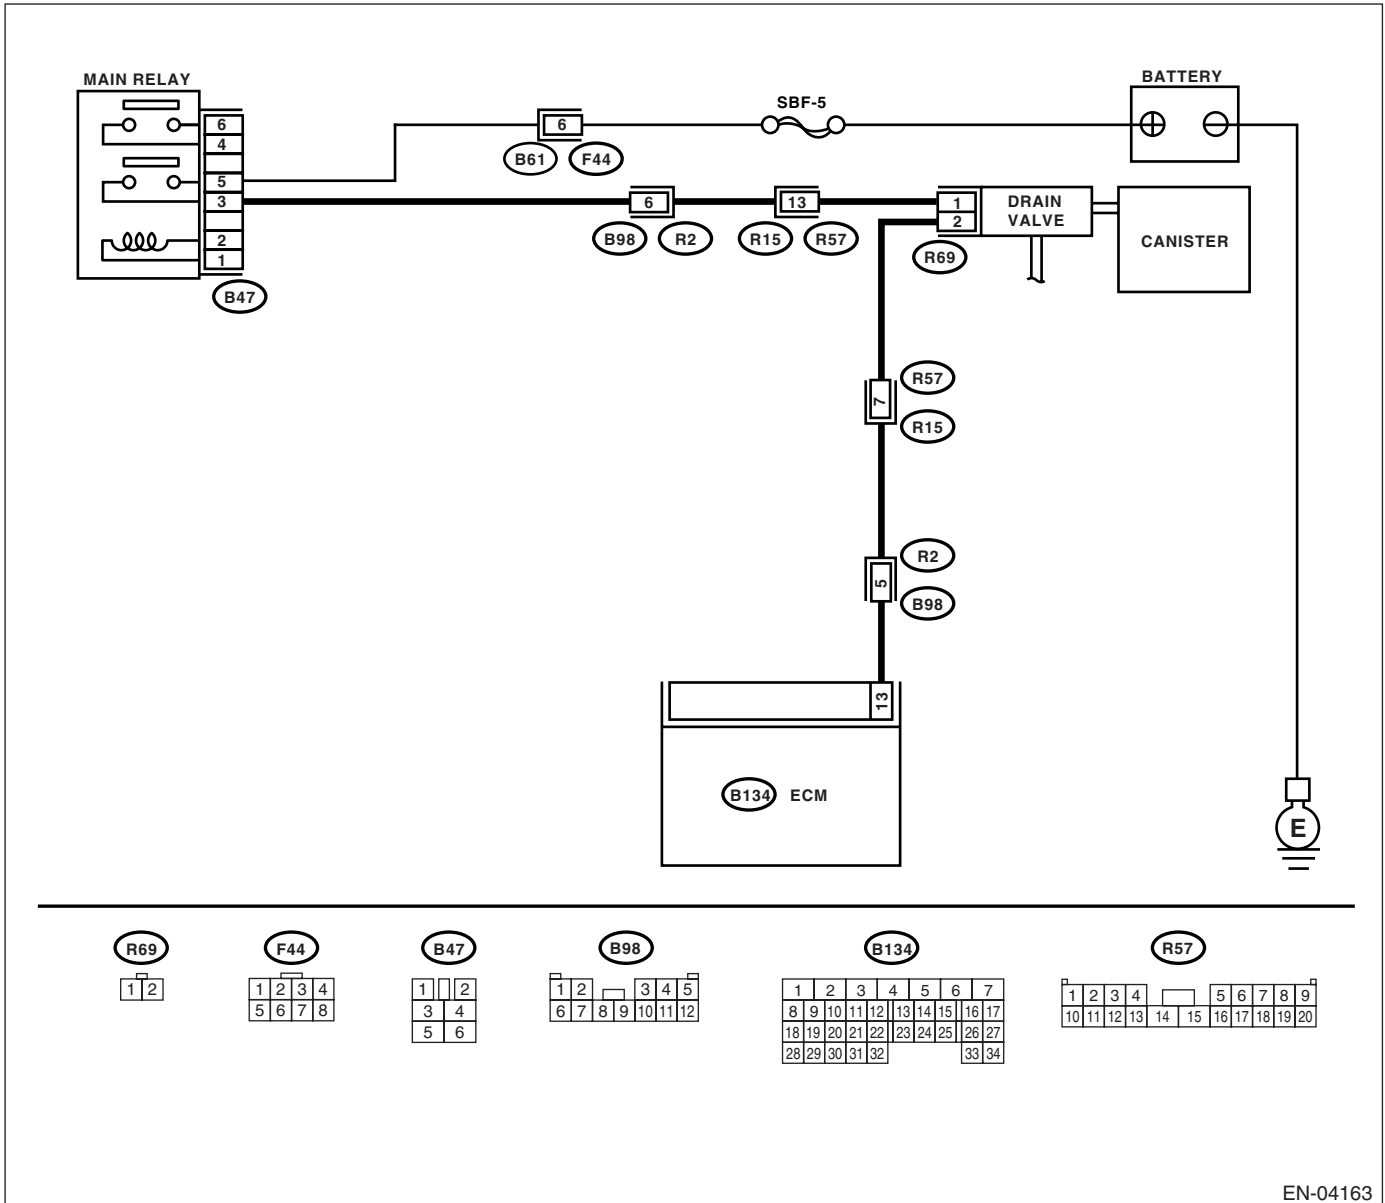 MAIN RELAY
BATTERY
SBF-5
6
4
5
3
2
1
B47
6
B61 F44
6
B98 R2
13
R15 R57
1
2
R69
DRAIN
VALVE
CANISTER
7
R57
R15
5
R2
B98
13
B134 ECM
E
R69
1 2
F44
1 2 3 4
5 6 7 8
B47
1 2
3 4
5 6
B98
1 2 3 4 5
6 7 8 9 10 11 12
B134
1 2 3 4 5 6 7
8 9 10 11 12 13 14 15 16 17
18 19 20 21 22 23 24 25 26 27
28 29 30 31 32 33 34
R57
1 2 3 4 5 6 7 8 9
10 11 12 13 14 15 16 17 18 19 20
EN-04163